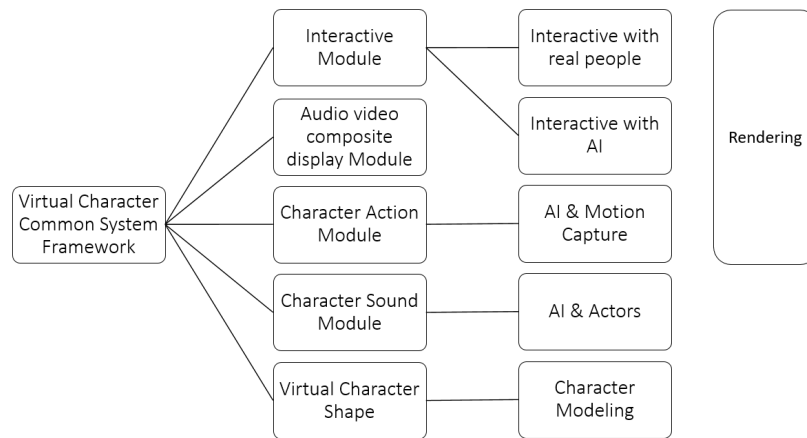 Interactive
Module
Interactive with
real people
Audio video
composite
display Module
Interactive with
AI
Rendering
Virtual Character
Common System
Framework
Character Action
Module
AI & Motion
Capture
Character Sound
Module
AI & Actors
Virtual Character
Shape
Character
Modeling